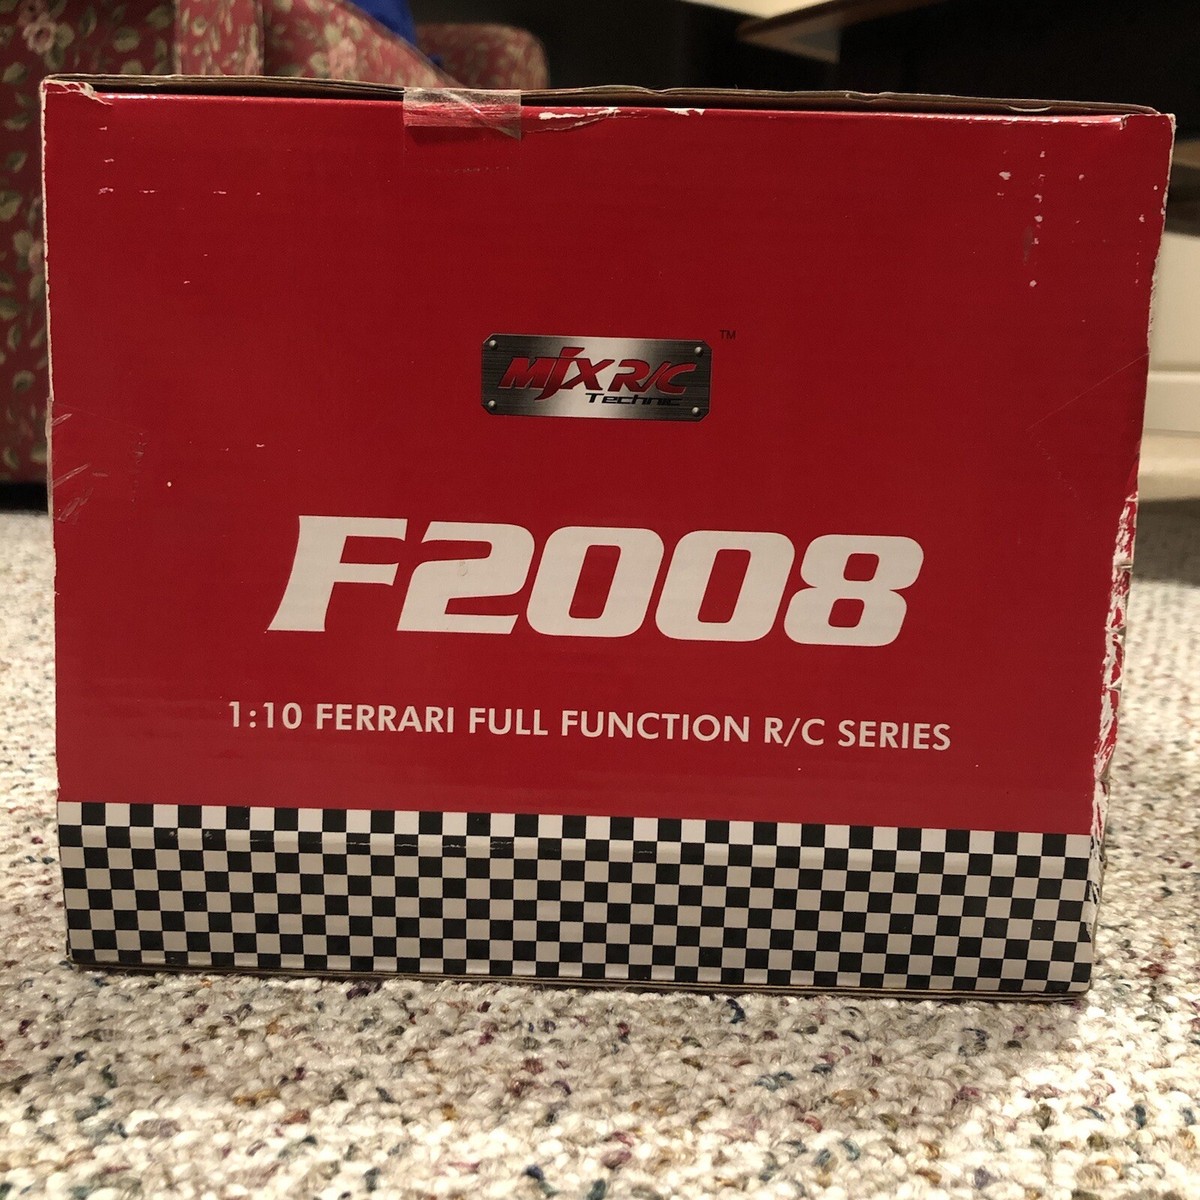 MJX R/C
Technic
TM
F2008
1:10 FERRARI FULL FUNCTION R/C SERIES